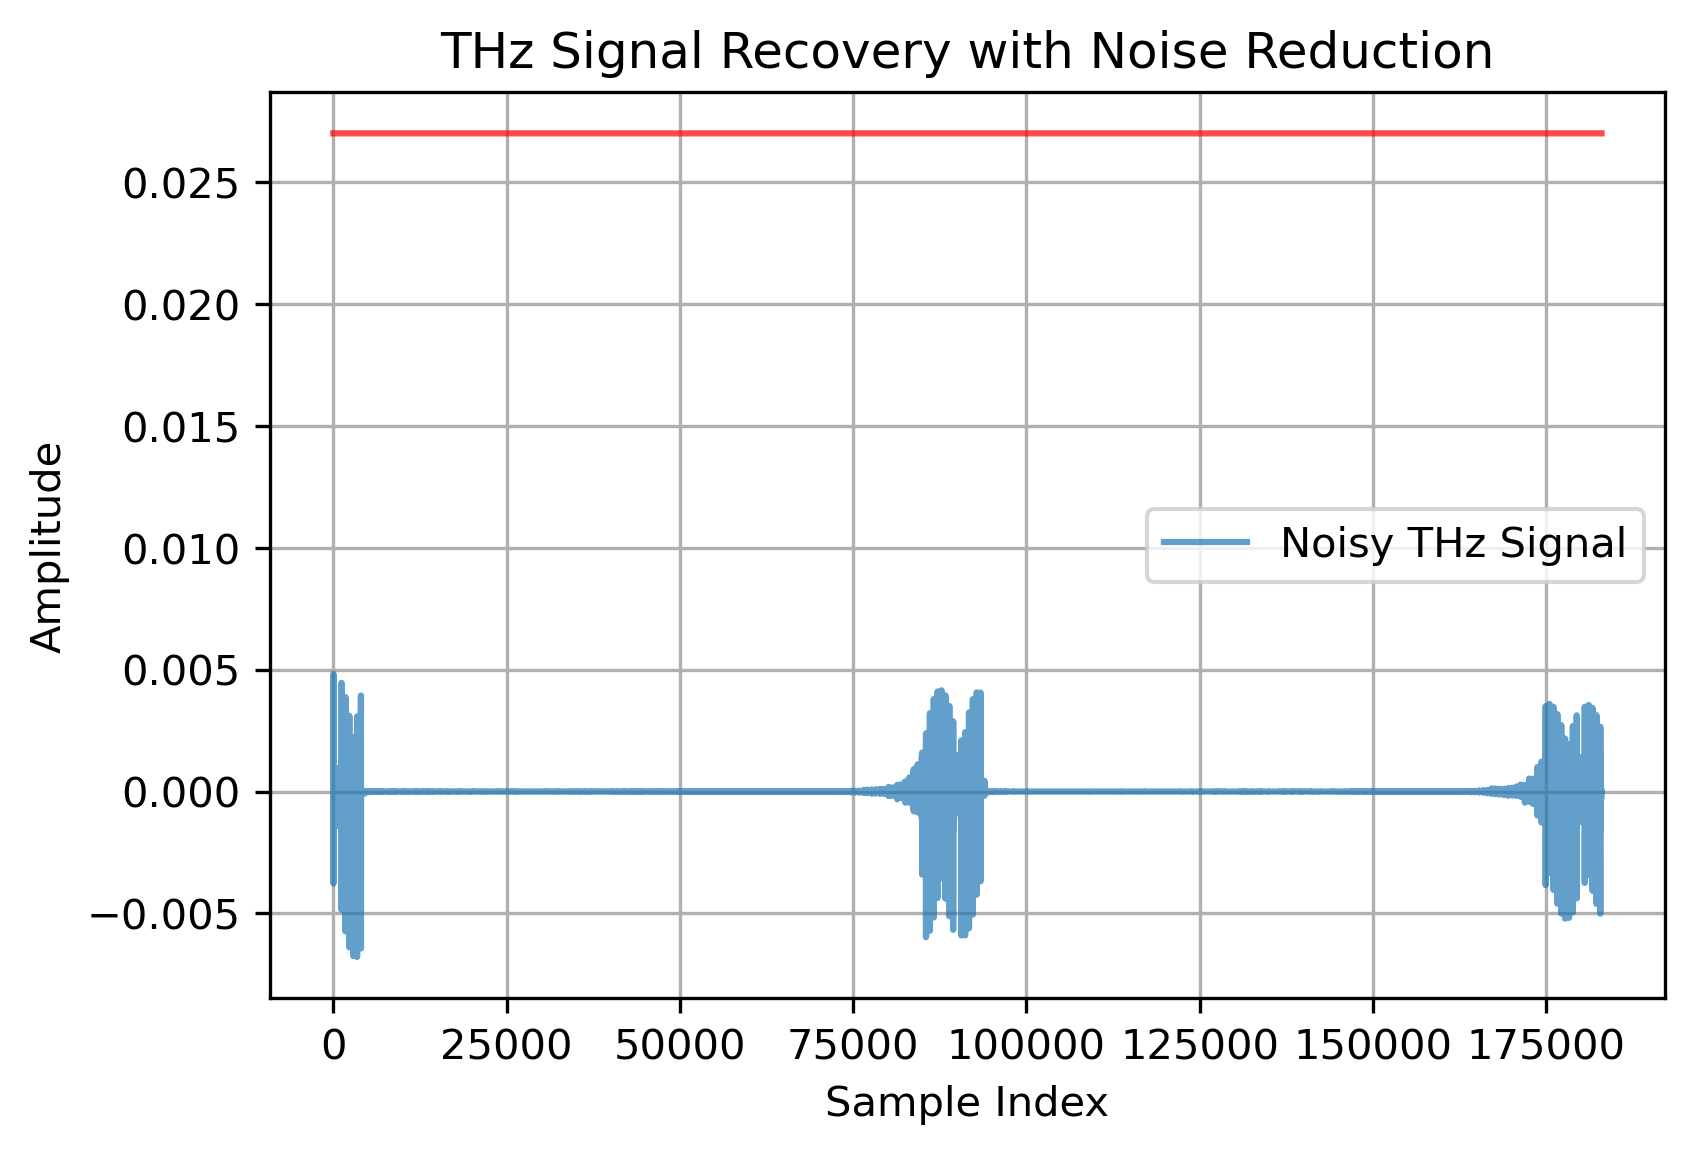 THz Signal Recovery with Noise Reduction
0.025
0.020
0.015
0.010
0.005
0.000
−0.005
Amplitude
Noisy THz Signal
0 25000 50000 75000 100000 125000 150000 175000
Sample Index